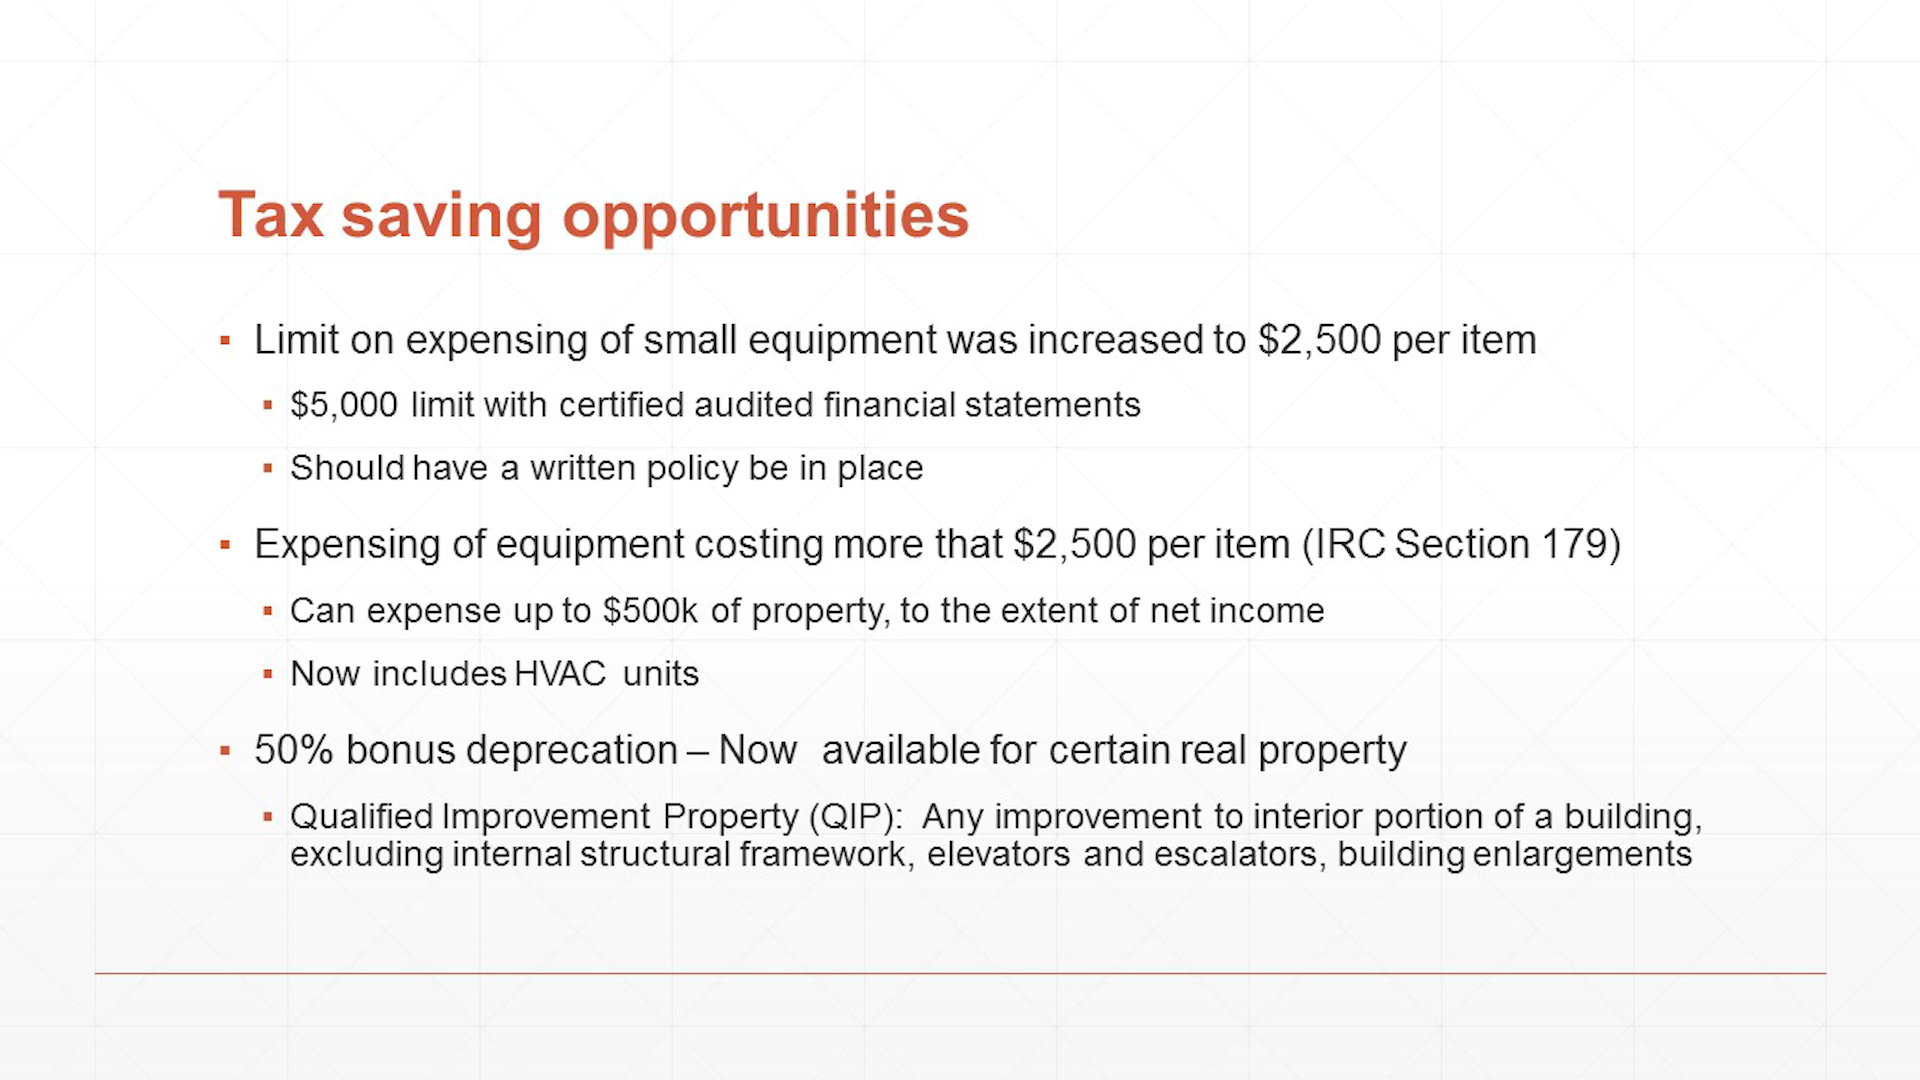 Tax saving opportunities
▪ Limit on expensing of small equipment was increased to $2,500 per item
▪ $5,000 limit with certified audited financial statements
▪ Should have a written policy be in place
▪ Expensing of equipment costing more that $2,500 per item (IRC Section 179)
▪ Can expense up to $500k of property, to the extent of net income
▪ Now includes HVAC units
▪ 50% bonus deprecation – Now available for certain real property
▪ Qualified Improvement Property (QIP): Any improvement to interior portion of a building,
excluding internal structural framework, elevators and escalators, building enlargements